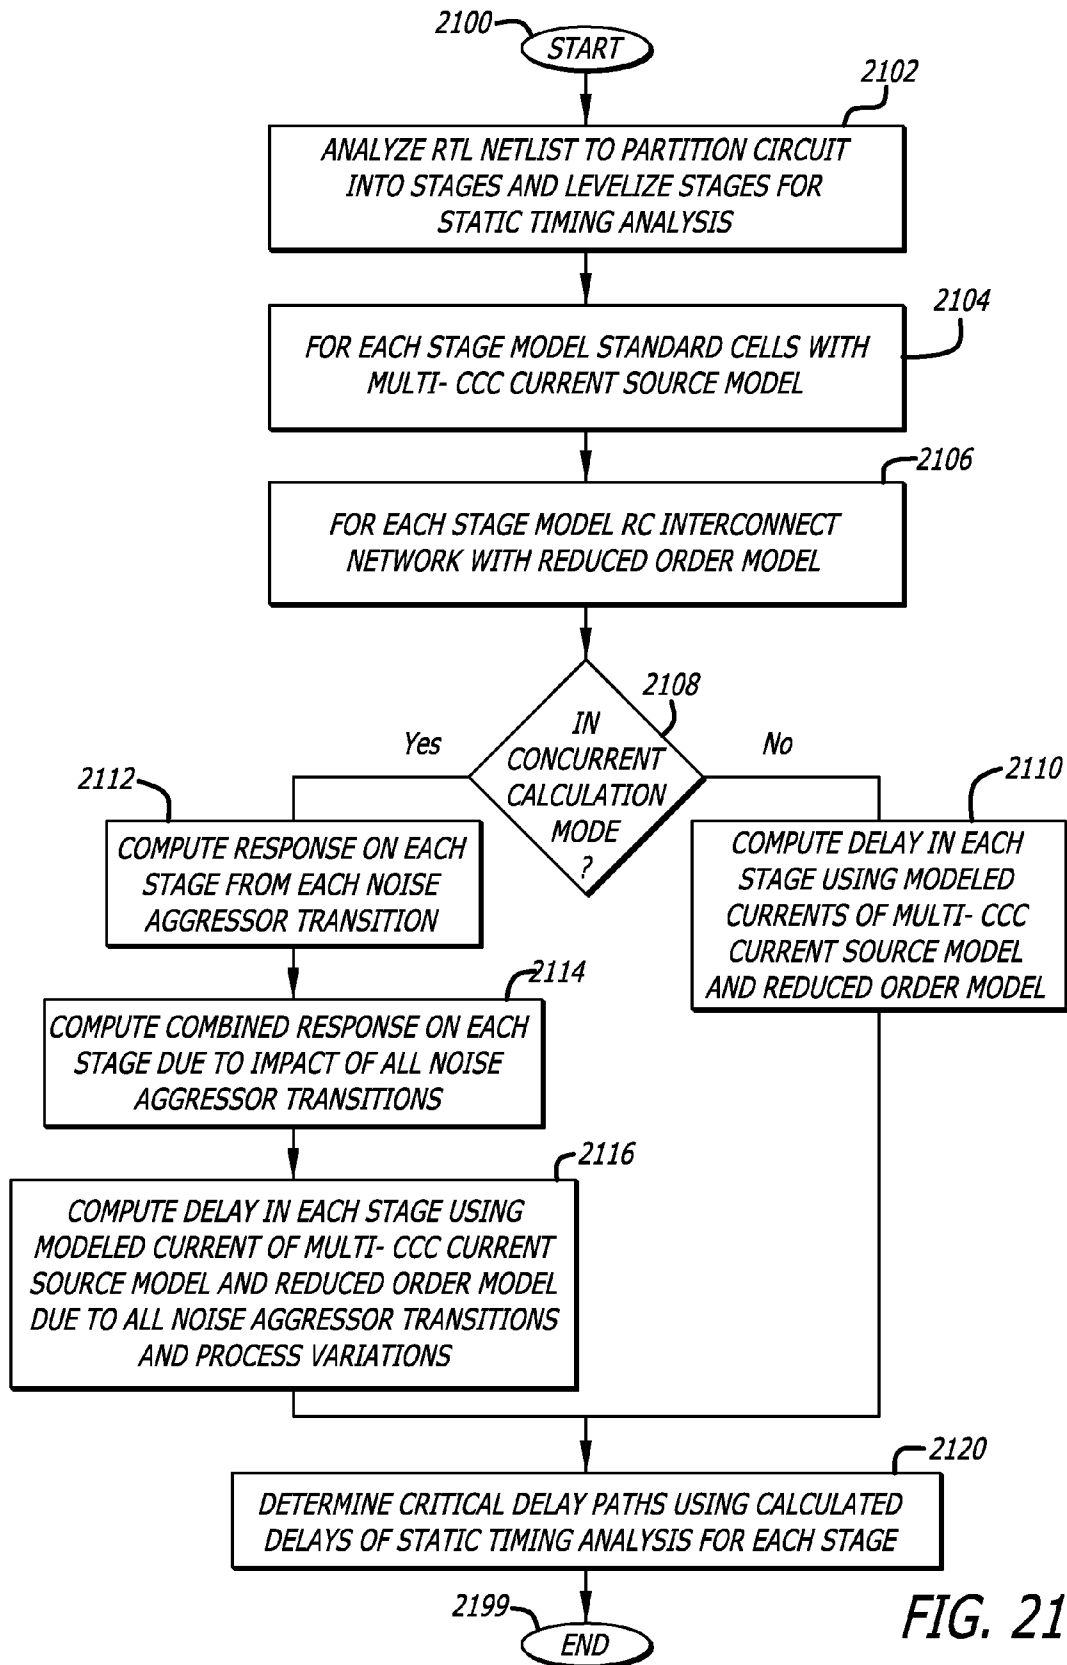 2100
START
2102
ANALYZE RTL NETLIST TO PARTITION CIRCUIT
INTO STAGES AND LEVELIZE STAGES FOR
STATIC TIMING ANALYSIS
2104
FOR EACH STAGE MODEL STANDARD CELLS WITH
MULTI- CCC CURRENT SOURCE MODEL
2106
FOR EACH STAGE MODEL RC INTERCONNECT
NETWORK WITH REDUCED ORDER MODEL
2108
IN
CONCURRENT
CALCULATION
MODE
?
Yes
No
2112
COMPUTE RESPONSE ON EACH
STAGE FROM EACH NOISE
AGGRESSOR TRANSITION
2110
COMPUTE DELAY IN EACH
STAGE USING MODELED
CURRENTS OF MULTI- CCC
CURRENT SOURCE MODEL
AND REDUCED ORDER MODEL
2114
COMPUTE COMBINED RESPONSE ON EACH
STAGE DUE TO IMPACT OF ALL NOISE
AGGRESSOR TRANSITIONS
2116
COMPUTE DELAY IN EACH STAGE USING
MODELED CURRENT OF MULTI- CCC CURRENT
SOURCE MODEL AND REDUCED ORDER MODEL
DUE TO ALL NOISE AGGRESSOR TRANSITIONS
AND PROCESS VARIATIONS
2120
DETERMINE CRITICAL DELAY PATHS USING CALCULATED
DELAYS OF STATIC TIMING ANALYSIS FOR EACH STAGE
2199
END
FIG. 21